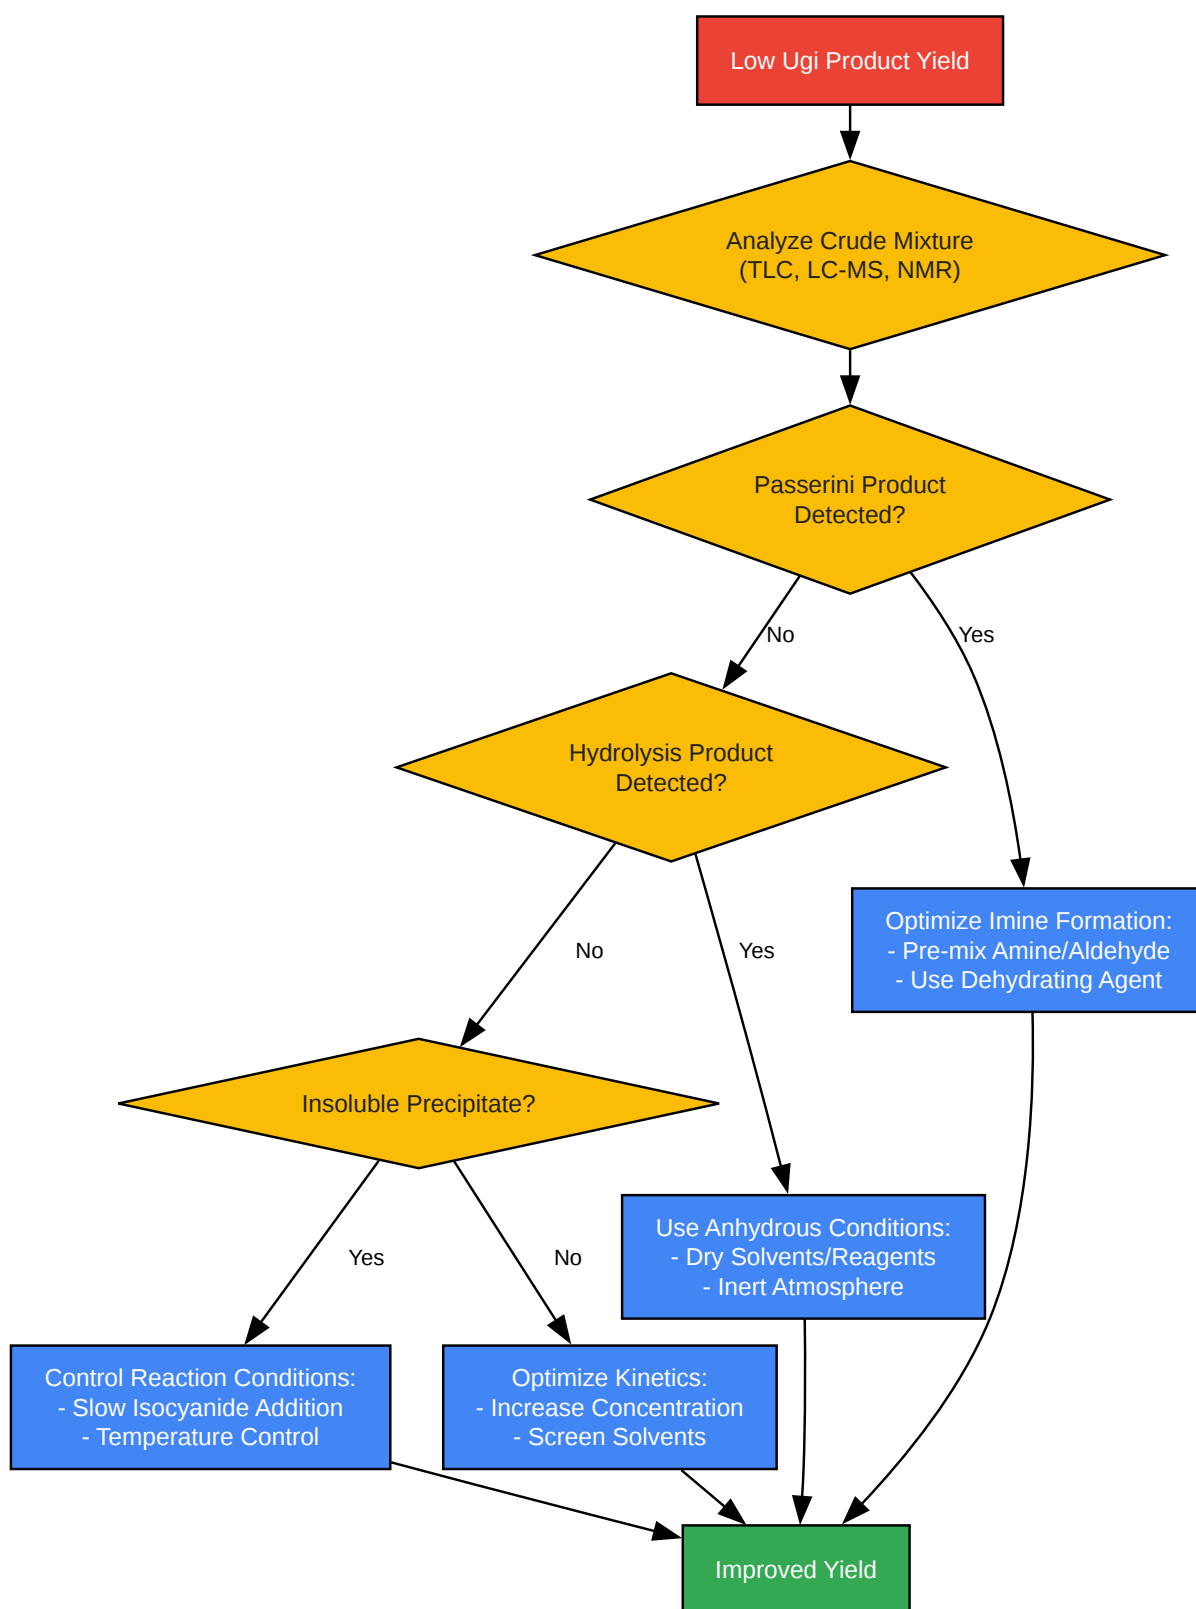 Low Ugi Product Yield
Analyze Crude Mixture
(TLC, LC-MS, NMR)
Passerini Product
Detected?
No
Yes
Hydrolysis Product
Detected?
Optimize Imine Formation:
- Pre-mix Amine/Aldehyde
- Use Dehydrating Agent
No
Yes
Insoluble Precipitate?
Use Anhydrous Conditions:
- Dry Solvents/Reagents
- Inert Atmosphere
Yes
No
Control Reaction Conditions:
- Slow Isocyanide Addition
- Temperature Control
Optimize Kinetics:
- Increase Concentration
- Screen Solvents
Improved Yield